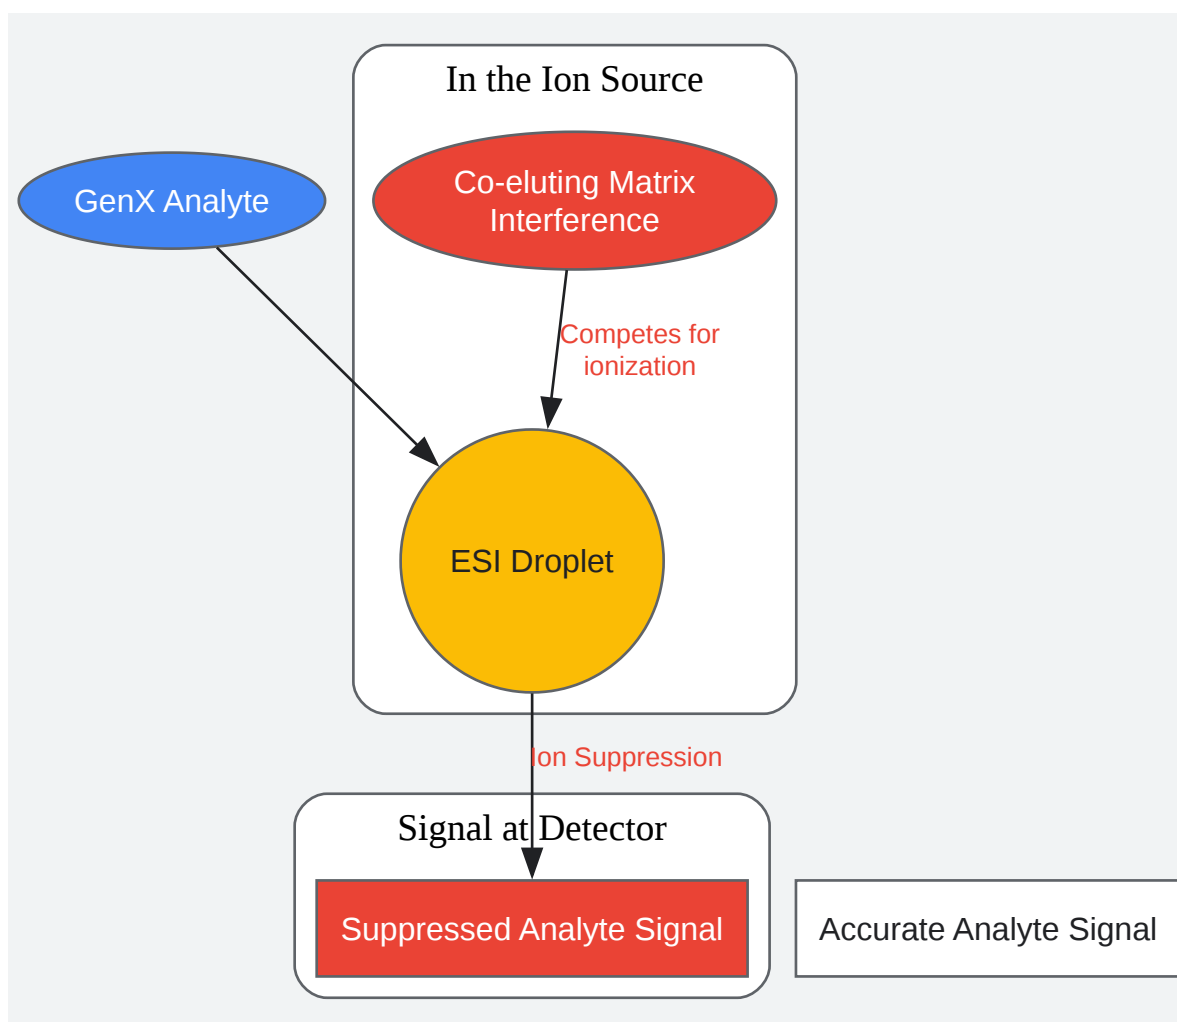 In the Ion Source
GenX Analyte
Co-eluting Matrix
Interference
Competes for
ionization
ESI Droplet
Ion Suppression
Signal at Detector
Suppressed Analyte Signal
Accurate Analyte Signal